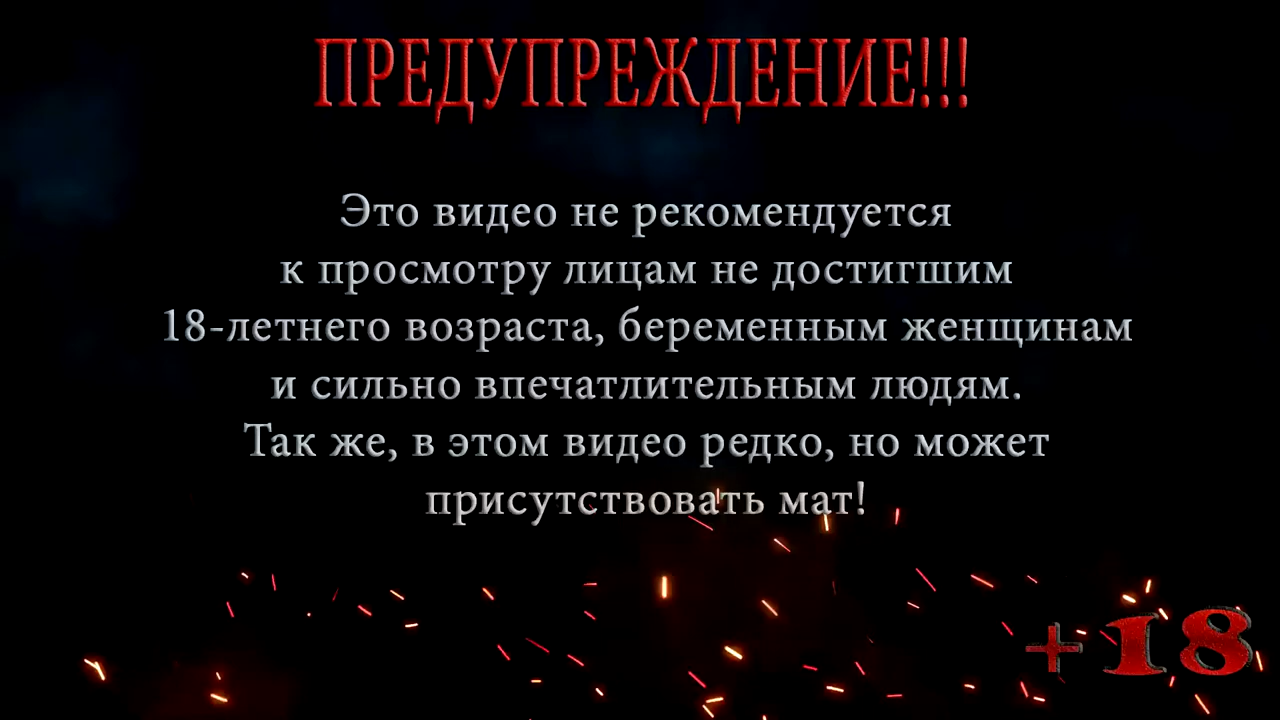 ПРЕДУПРЕЖДЕНИЕ!!!
Это видео не рекомендуется
к просмотру лицам не достигшим
18-летнего возраста, беременным женщинам
и сильно впечатлительным людям.
Так же, в этом видео редко, но может
присутствовать мат!
+18